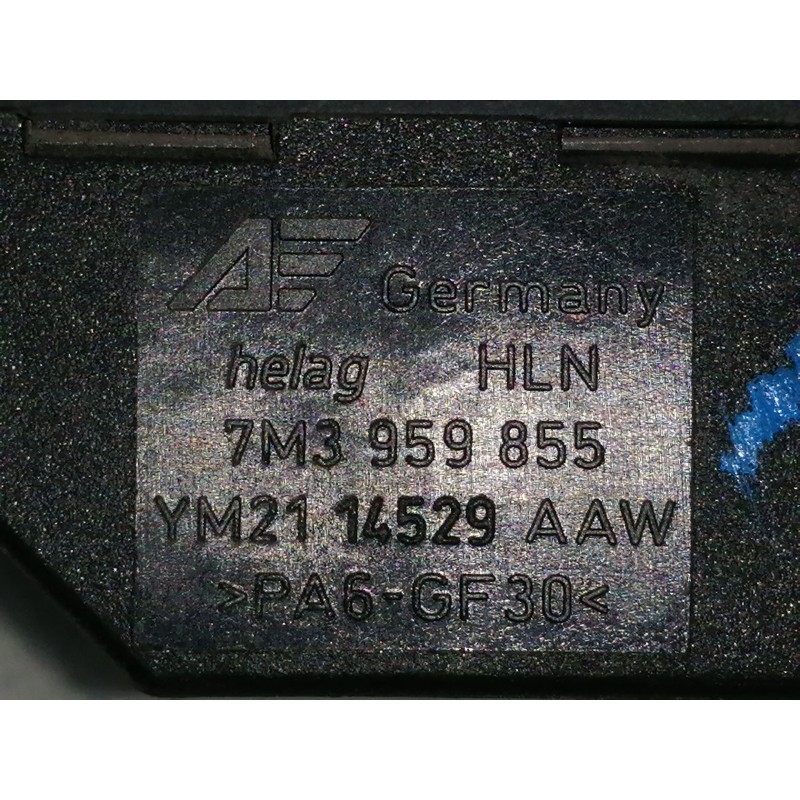 AE Germany
helag HLN
7M3 959 855
YM21 14529 AAW
>PA6-GF30<